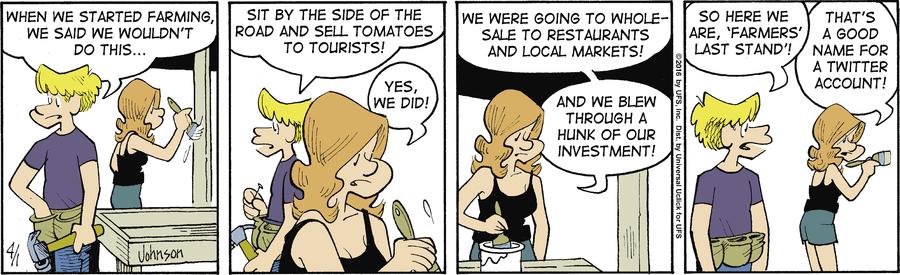 WHEN WE STARTED FARMING,
WE SAID WE WOULDN'T
DO THIS...
4/1
Johnson
SIT BY THE SIDE OF THE
ROAD AND SELL TOMATOES
TO TOURISTS!
YES,
WE DID!
WE WERE GOING TO WHOLE-
SALE TO RESTAURANTS
AND LOCAL MARKETS!
AND WE BLEW
THROUGH A
HUNK OF OUR
INVESTMENT!
©2016 by UFS, Inc. Dist. by Universal Uclick for UFS
SO HERE WE
ARE, 'FARMERS'
LAST STAND'!
THAT'S
A GOOD
NAME FOR
A TWITTER
ACCOUNT!